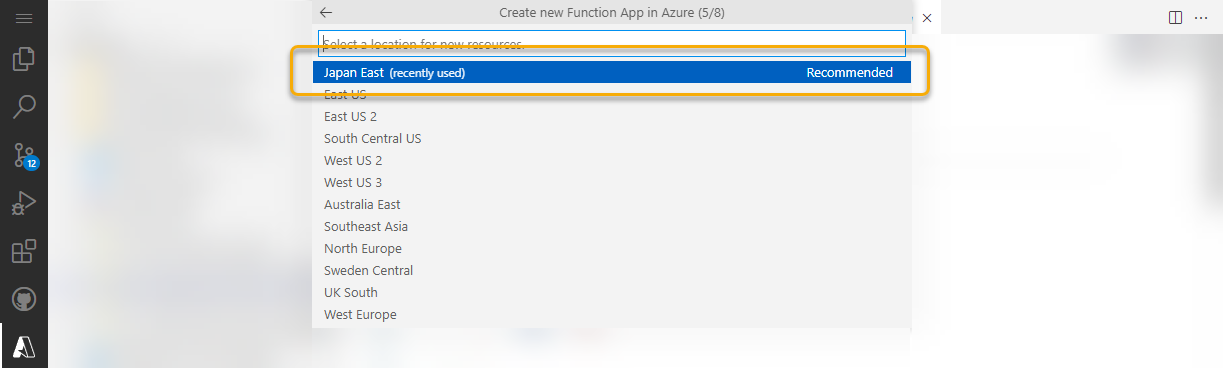 Create new Function App in Azure (5/8)
Select a location for new resources.
Japan East (recently used) Recommended
East US
East US 2
South Central US
West US 2
West US 3
Australia East
Southeast Asia
North Europe
Sweden Central
UK South
West Europe
12